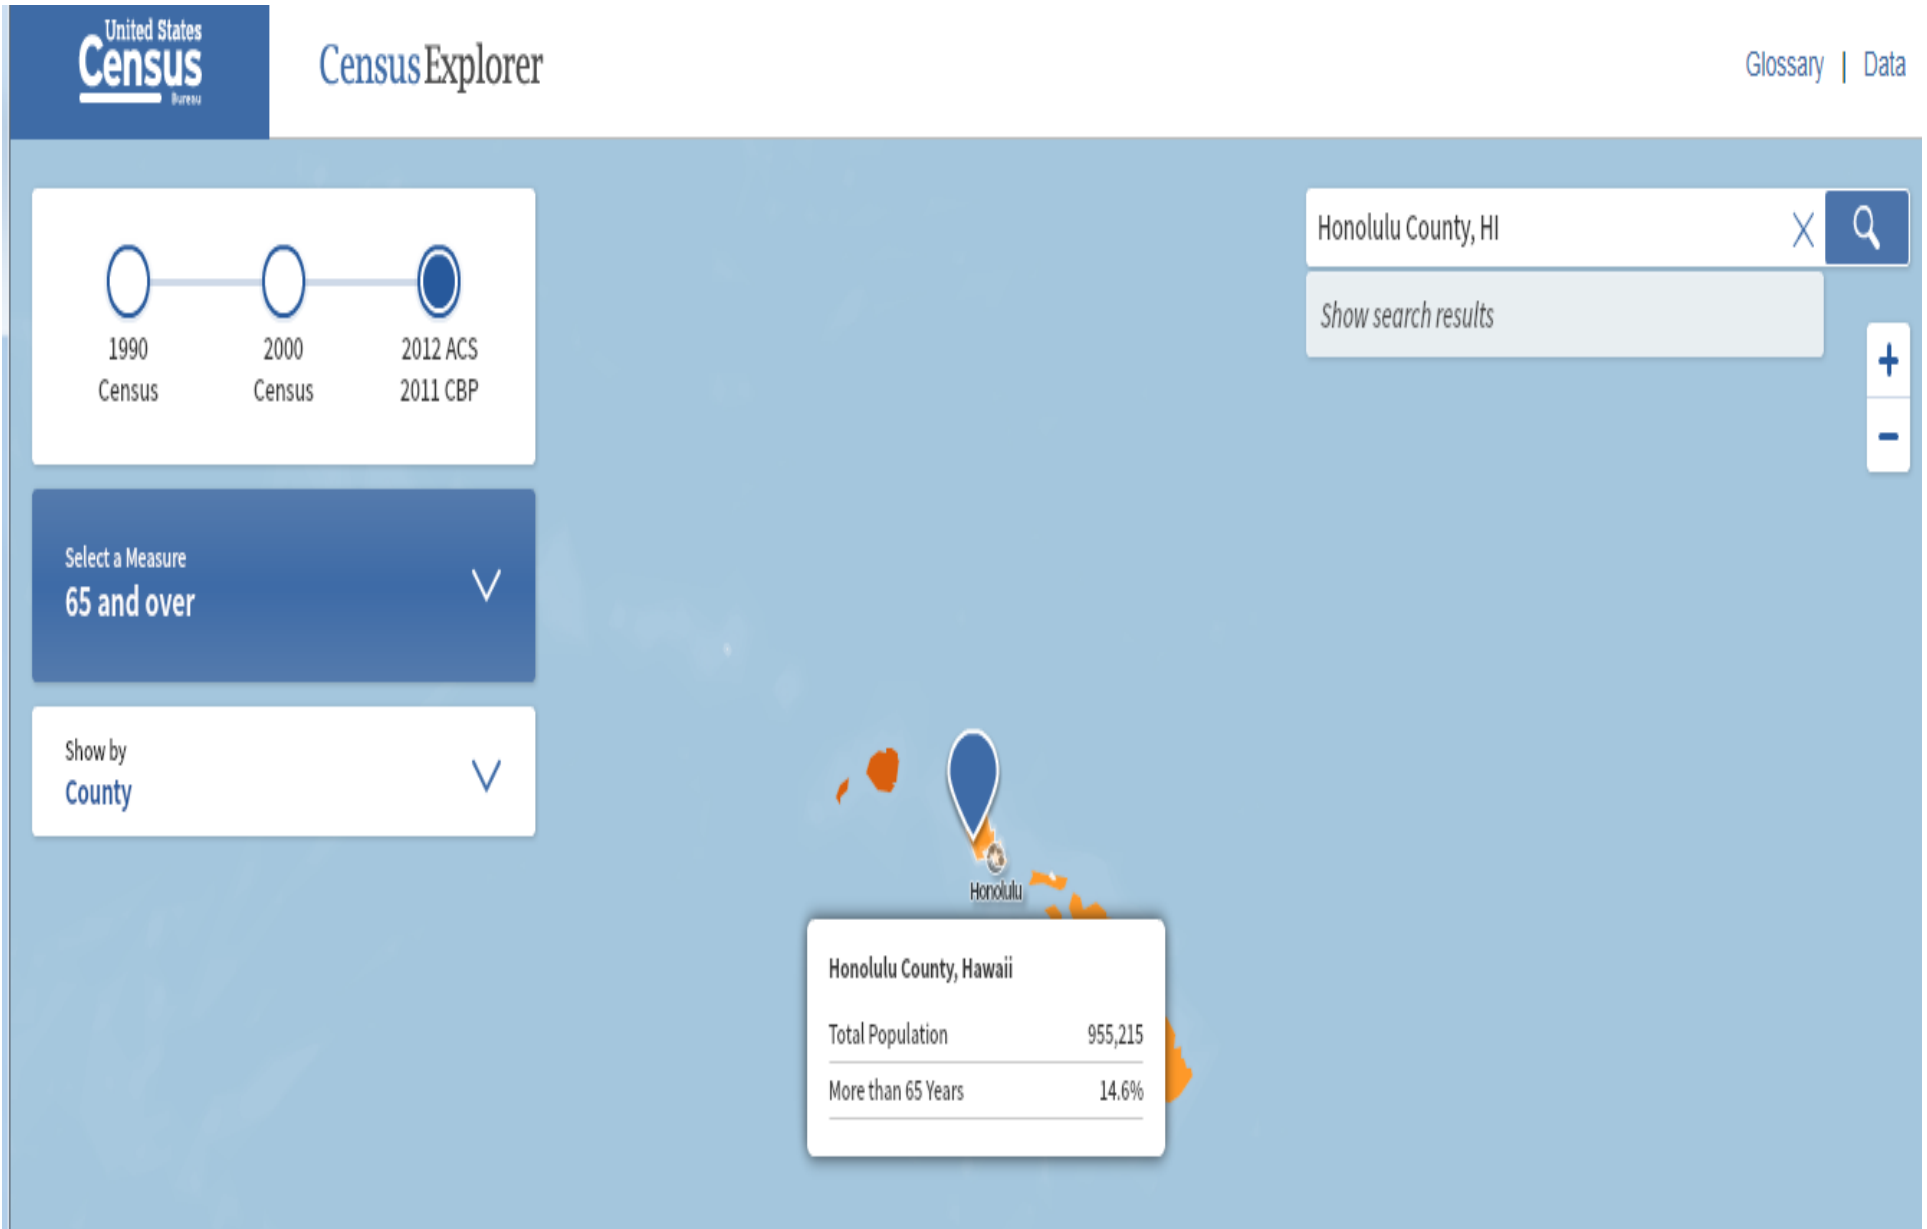 United States
Census
Bureau
Census Explorer
Glossary | Data
1990
Census
2000
Census
2012 ACS
2011 CBP
Honolulu County, HI
Show search results
+
−
Select a Measure
65 and over
Show by
County
Honolulu
Honolulu County, Hawaii
Total Population 955,215
More than 65 Years 14.6%